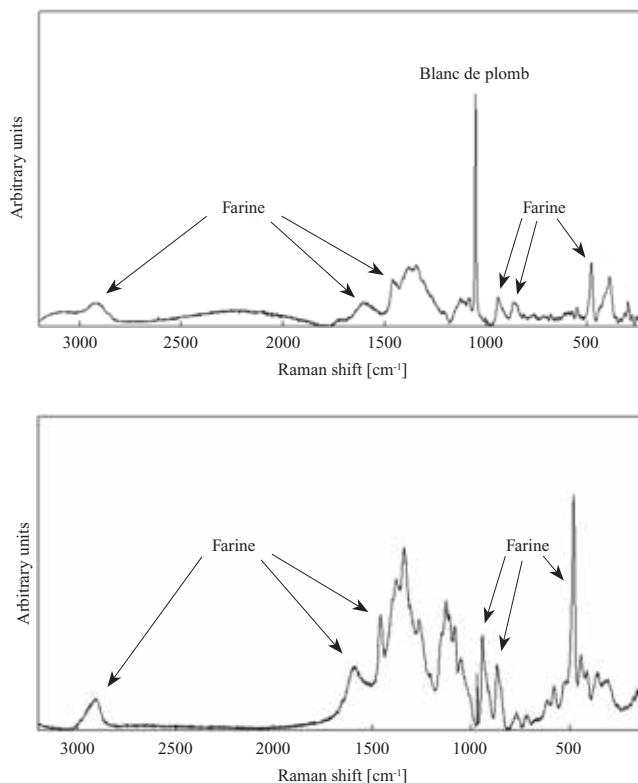 Blanc de plomb
Arbitrary units
Farine Farine
3000 2500 2000 1500 1000 500
Raman shift [cm-1]
Arbitrary units
Farine Farine
3000 2500 2000 1500 1000 500
Raman shift [cm-1]